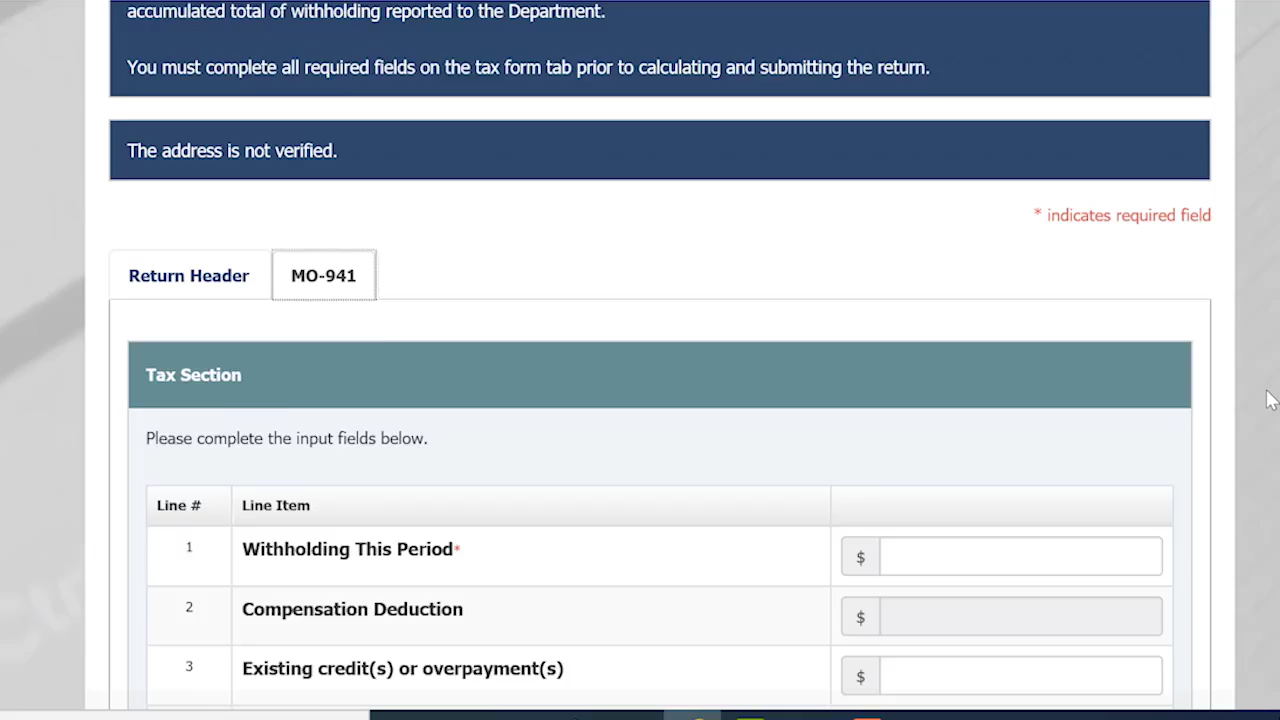 accumulated total of withholding reported to the Department.
You must complete all required fields on the tax form tab prior to calculating and submitting the return.
The address is not verified.
* indicates required field
Return Header
MO-941
Tax Section
Please complete the input fields below.
Line # Line Item
1 Withholding This Period* $
2 Compensation Deduction $
3 Existing credit(s) or overpayment(s) $